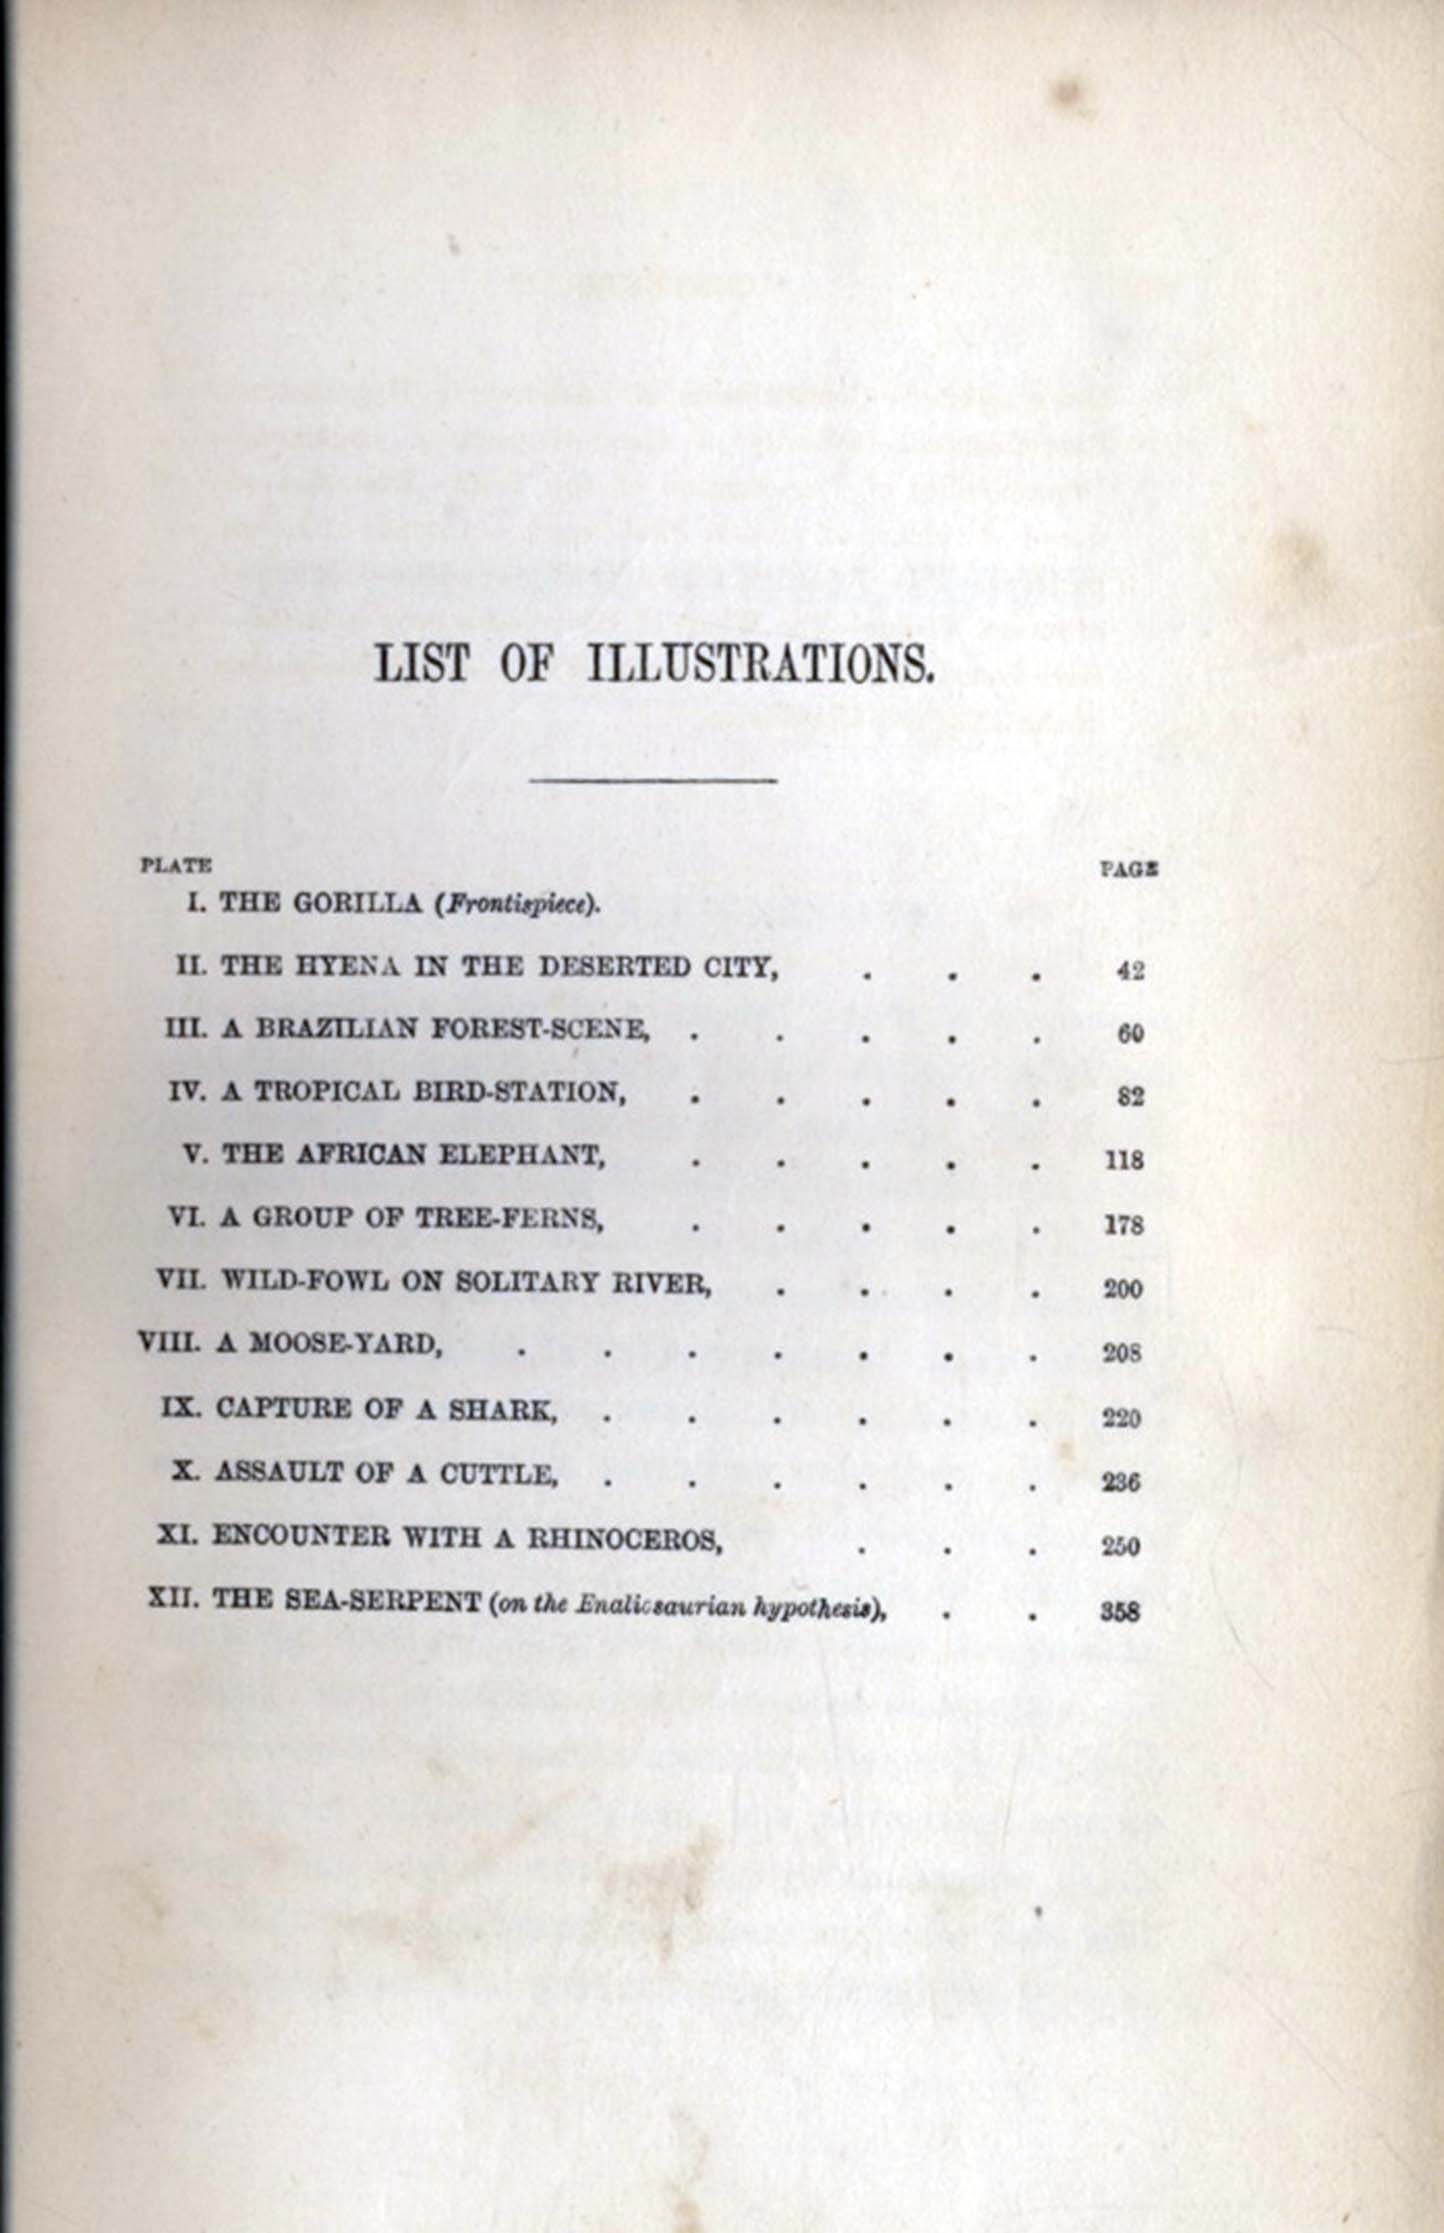 LIST OF ILLUSTRATIONS.
PLATE PAGE
I. THE GORILLA (Frontispiece).
II. THE HYENA IN THE DESERTED CITY, . . . 42
III. A BRAZILIAN FOREST-SCENE, . . . . . 60
IV. A TROPICAL BIRD-STATION, . . . . . 82
V. THE AFRICAN ELEPHANT, . . . . . 118
VI. A GROUP OF TREE-FERNS, . . . . . 178
VII. WILD-FOWL ON SOLITARY RIVER, . . . . 200
VIII. A MOOSE-YARD, . . . . . . . 208
IX. CAPTURE OF A SHARK, . . . . . . 220
X. ASSAULT OF A CUTTLE, . . . . . . 236
XI. ENCOUNTER WITH A RHINOCEROS, . . . 250
XII. THE SEA-SERPENT (on the Enaliosaurian hypothesis), . . 358